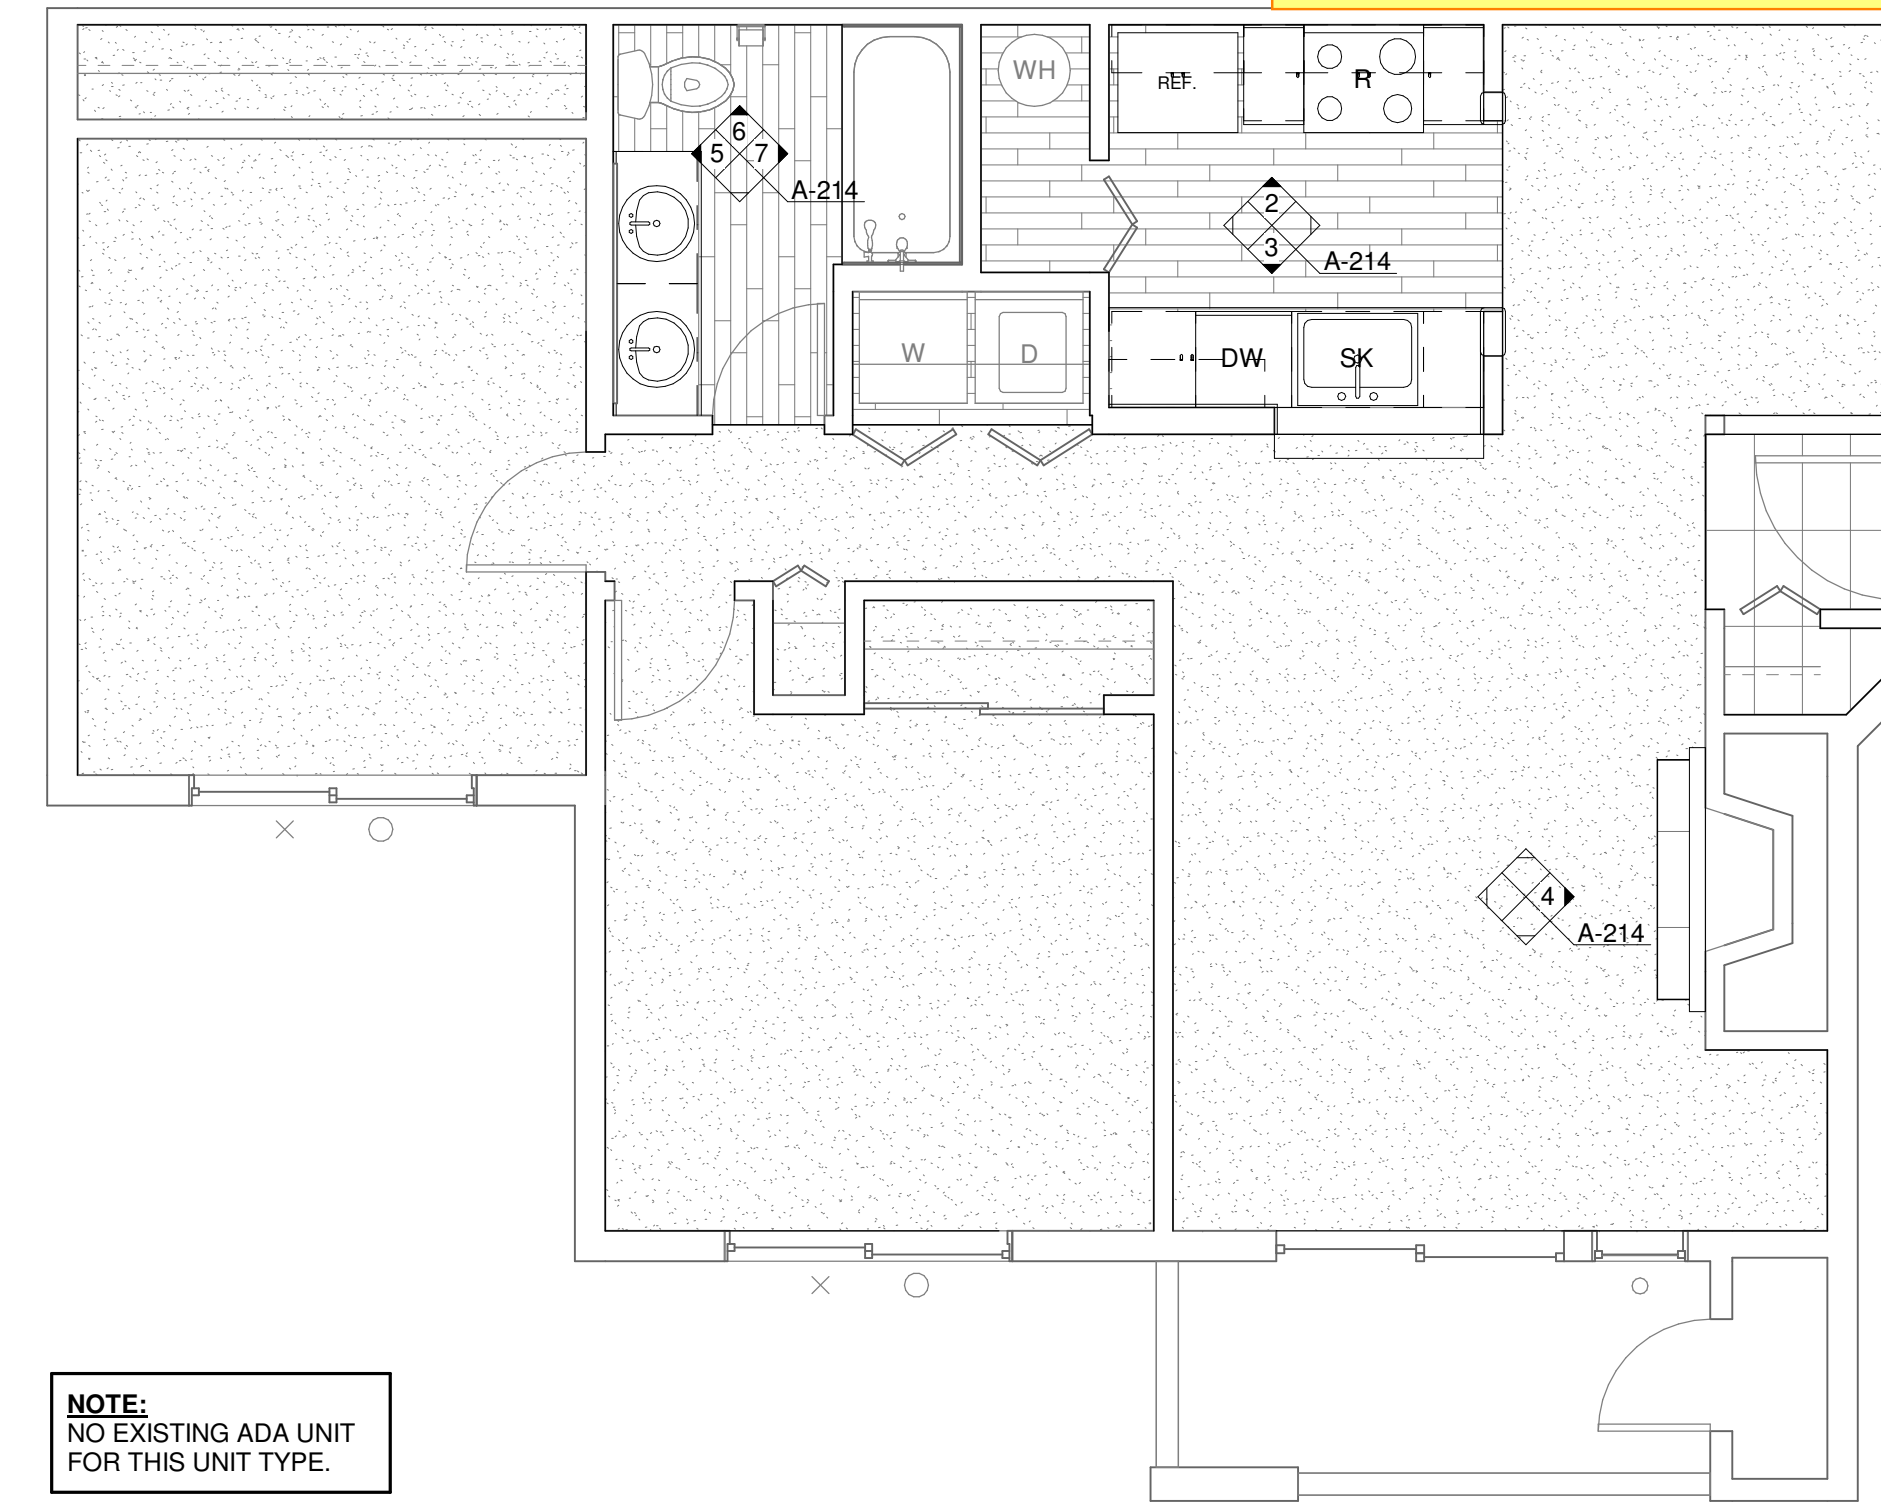 WH
REF.
R
6
5
7
A-214
2
3
A-214
W
D
DW
SK
4
A-214
NOTE:
NO EXISTING ADA UNIT
FOR THIS UNIT TYPE.